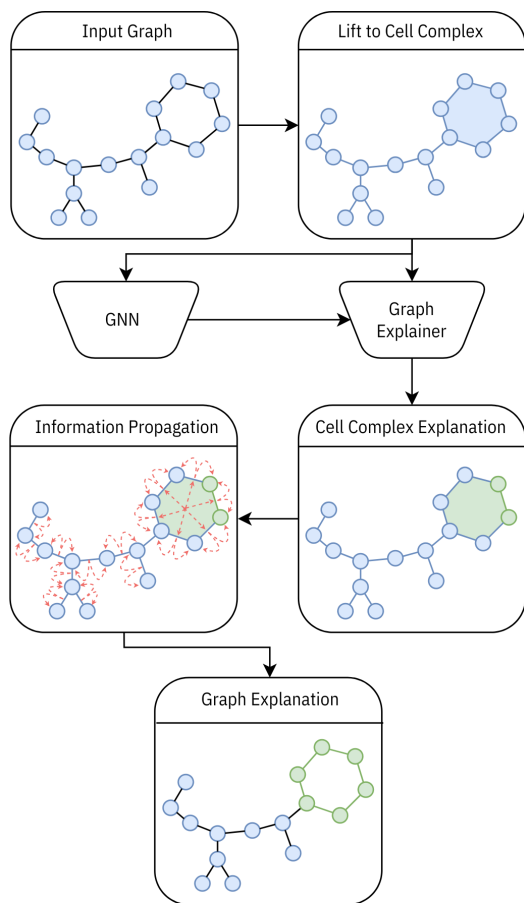 Input Graph
Lift to Cell Complex
GNN
Graph
Explainer
Information Propagation
Cell Complex Explanation
Graph Explanation